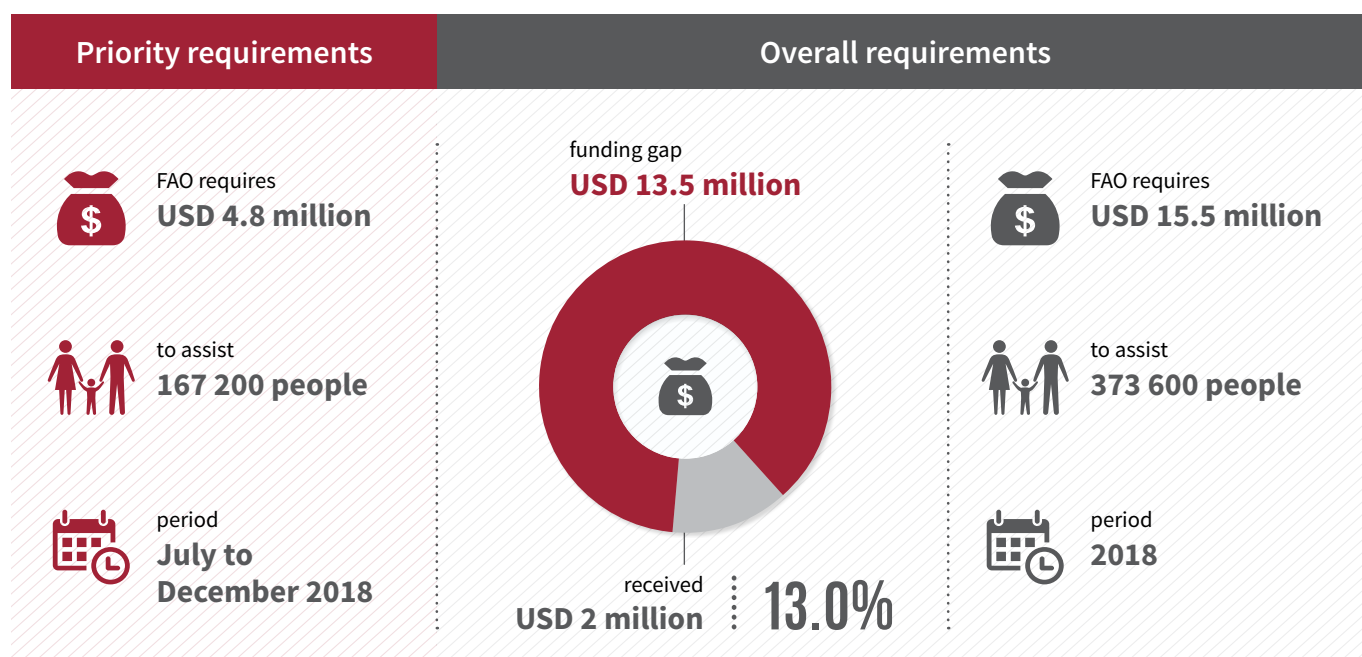 Priority requirements
Overall requirements
FAO requires
USD 4.8 million
to assist
167 200 people
period
July to
December 2018
funding gap
USD 13.5 million
$
$
$
received
USD 2 million
13.0%
FAO requires
USD 15.5 million
to assist
373 600 people
period
2018